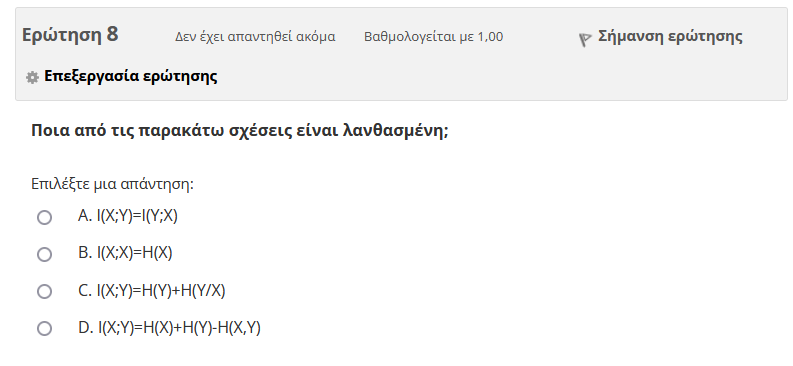 Ερώτηση 8 Δεν έχει απαντηθεί ακόμα Βαθμολογείται με 1,00 Σήμανση ερώτησης
Επεξεργασία ερώτησης
Ποια από τις παρακάτω σχέσεις είναι λανθασμένη;
Επιλέξτε μια απάντηση:
A. I(X;Y)=I(Y;X)
B. I(X;X)=H(X)
C. I(X;Y)=H(Y)+H(Y/X)
D. I(X;Y)=H(X)+H(Y)-H(X,Y)